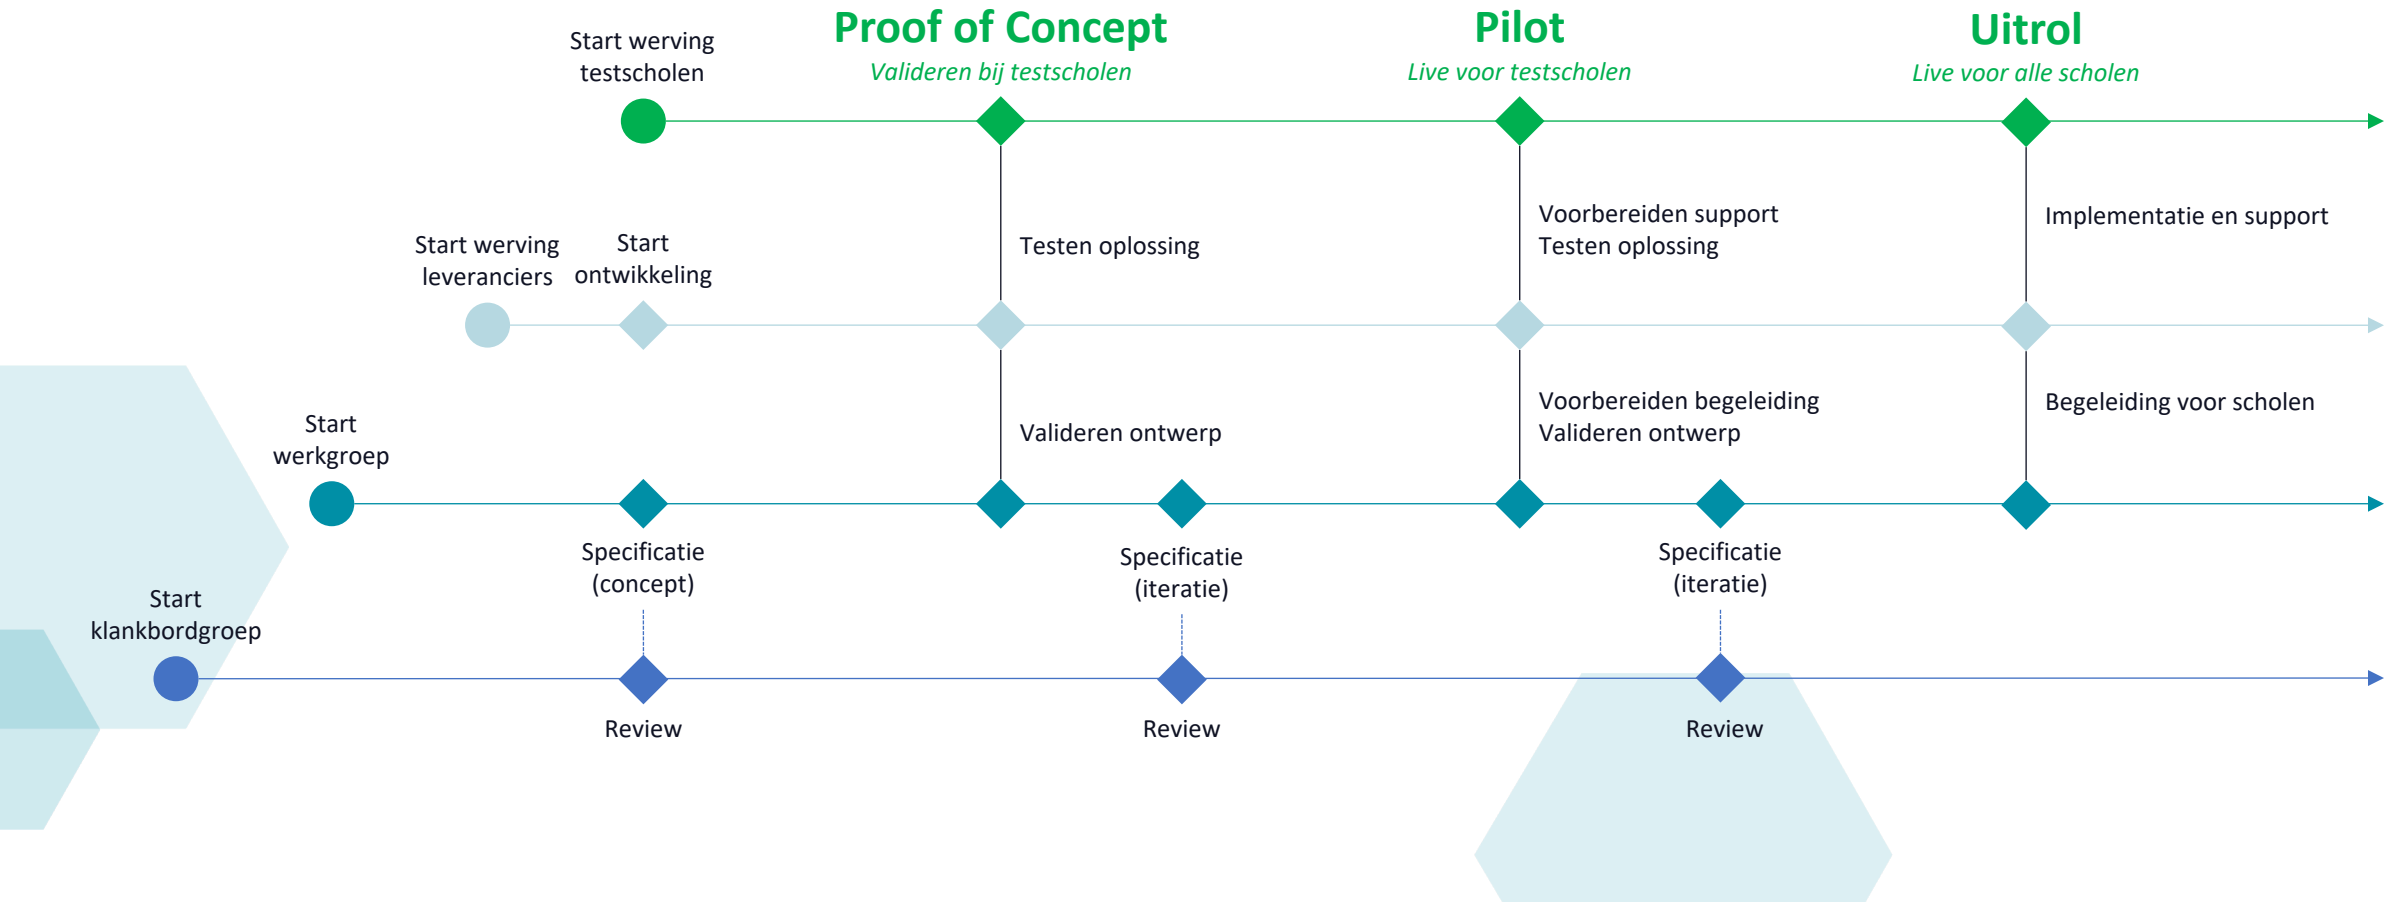 Start werving
testscholen
Proof of Concept
Valideren bij testscholen
Pilot
Live voor testscholen
Uitrol
Live voor alle scholen
Start werving
leveranciers
Start
ontwikkeling
Testen oplossing
Voorbereiden support
Testen oplossing
Implementatie en support
Start
werkgroep
Valideren ontwerp
Voorbereiden begeleiding
Valideren ontwerp
Begeleiding voor scholen
Start
klankbordgroep
Specificatie
(concept)
Specificatie
(iteratie)
Specificatie
(iteratie)
Review
Review
Review